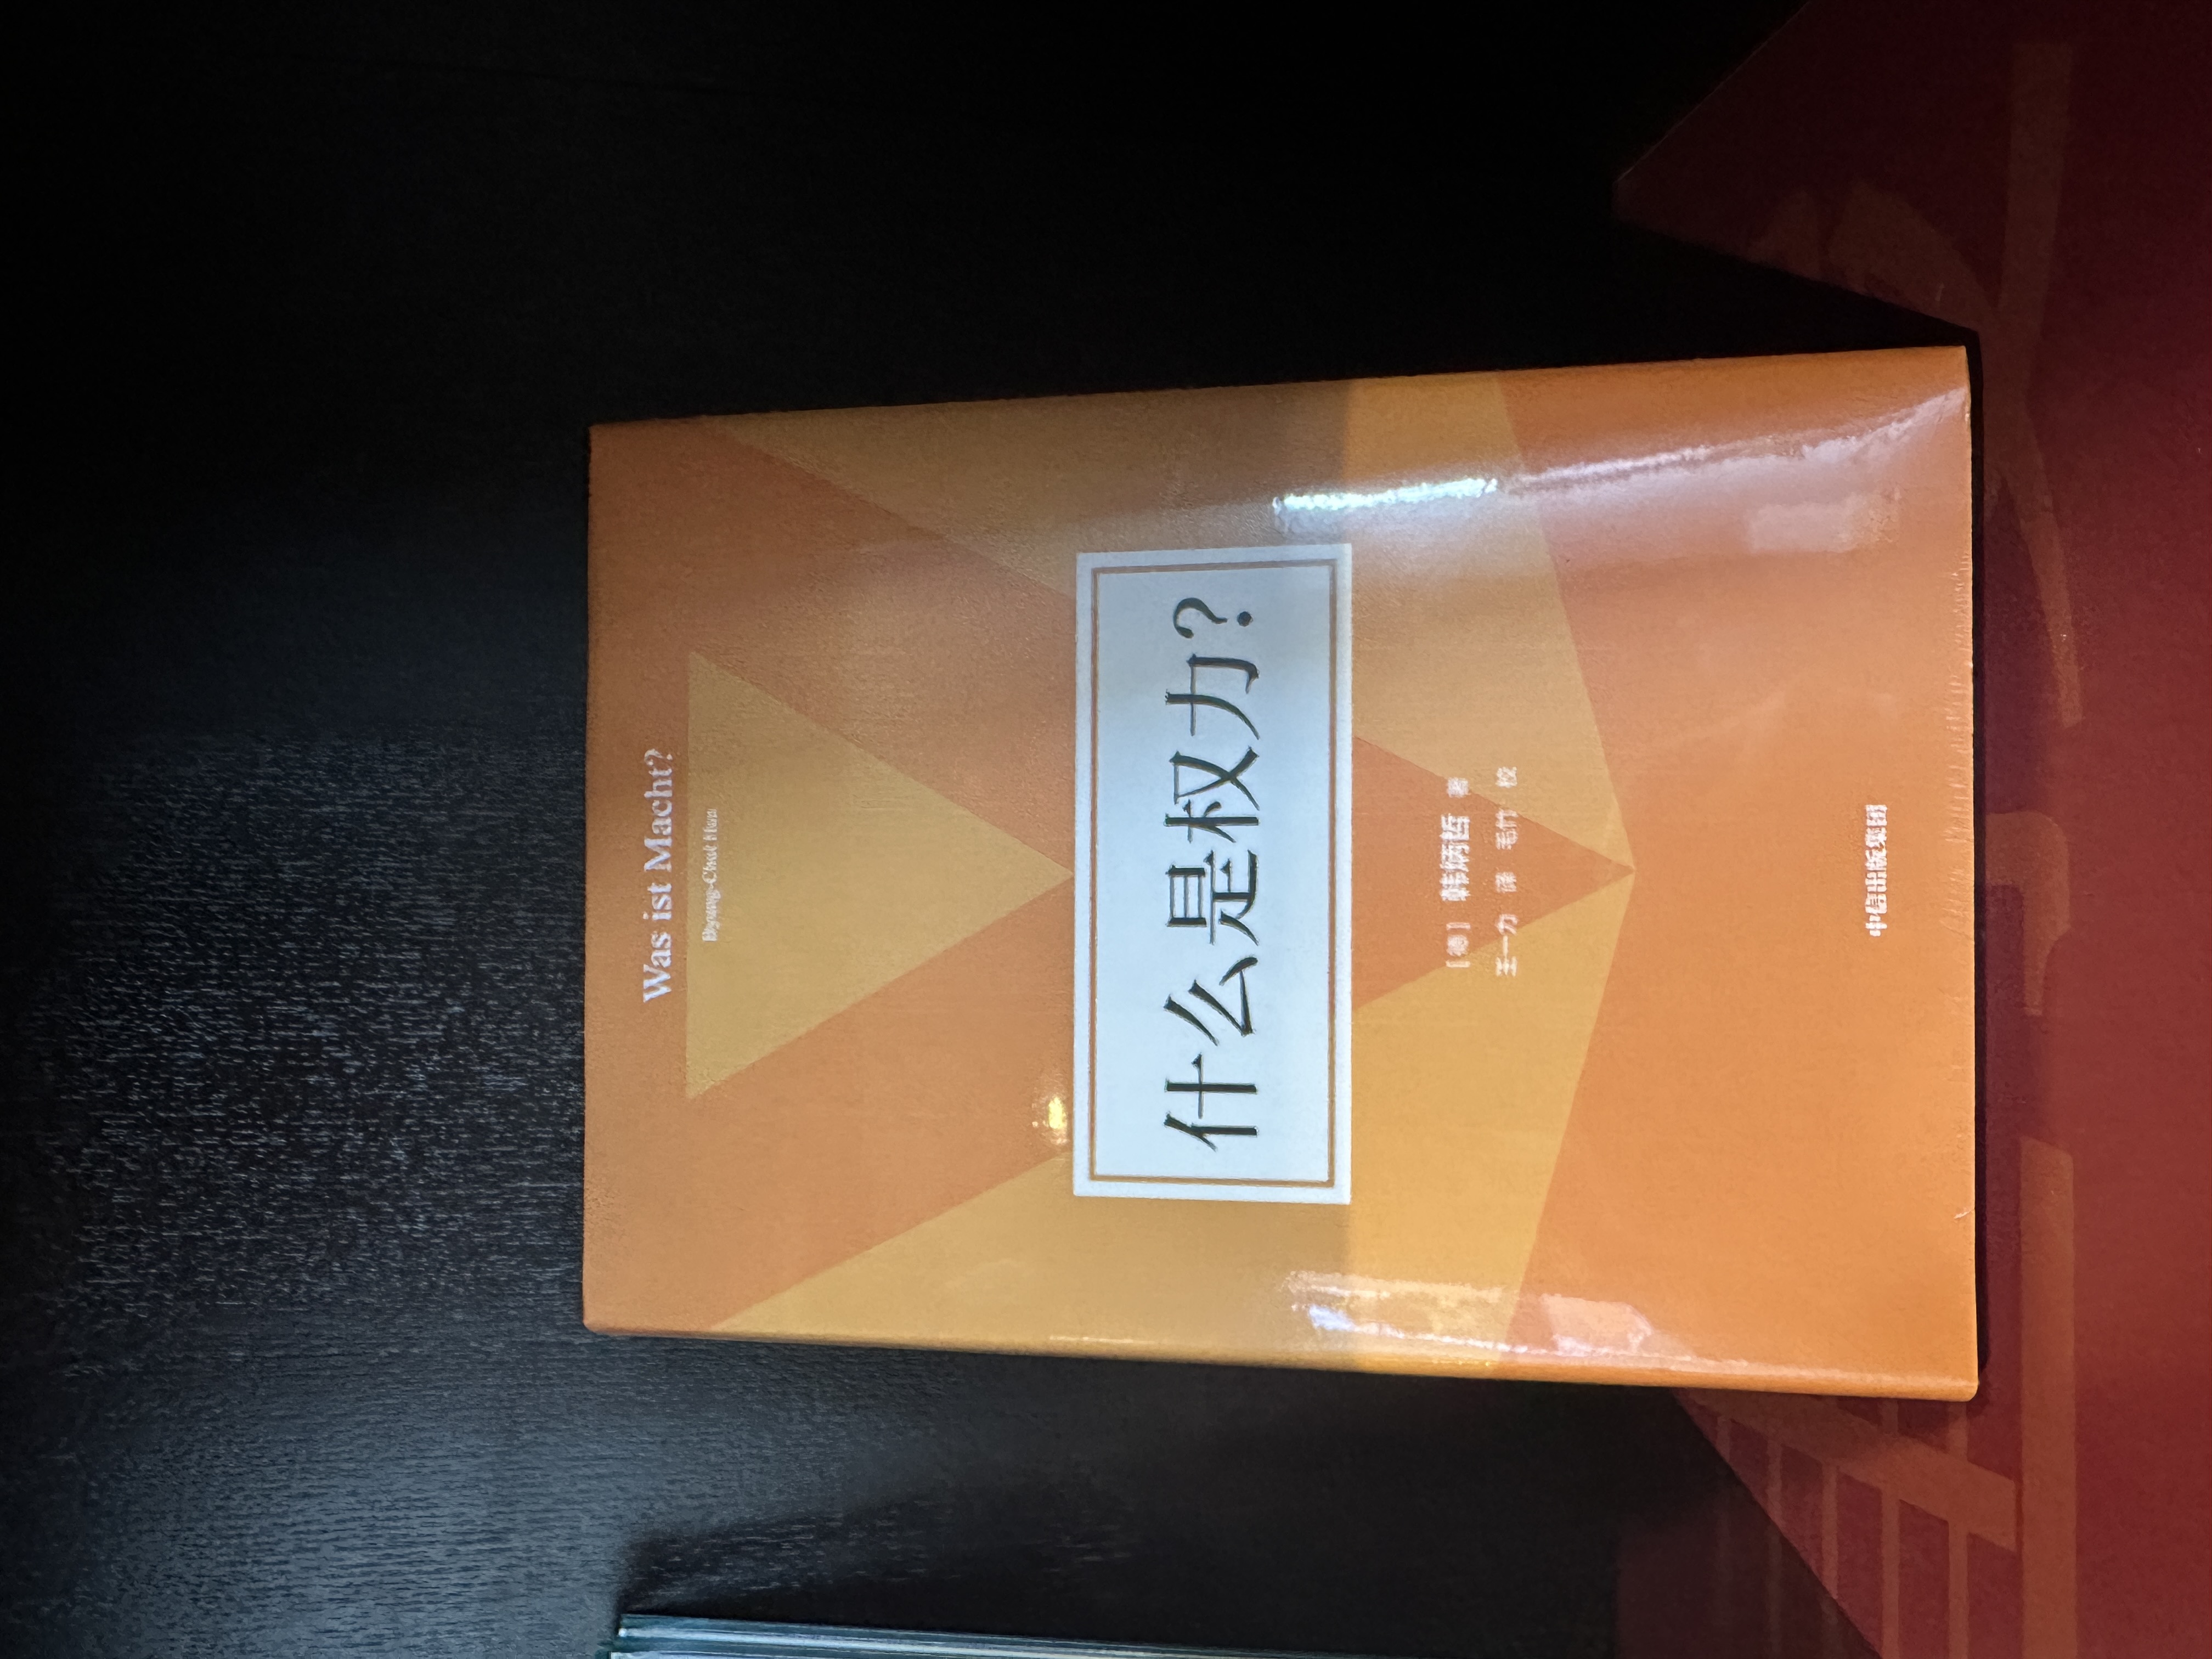 Was ist Macht?
Byung-Chul Han
什么是权力?
[德] 韩炳哲 著
王一力 译 毛竹 校
中信出版集团